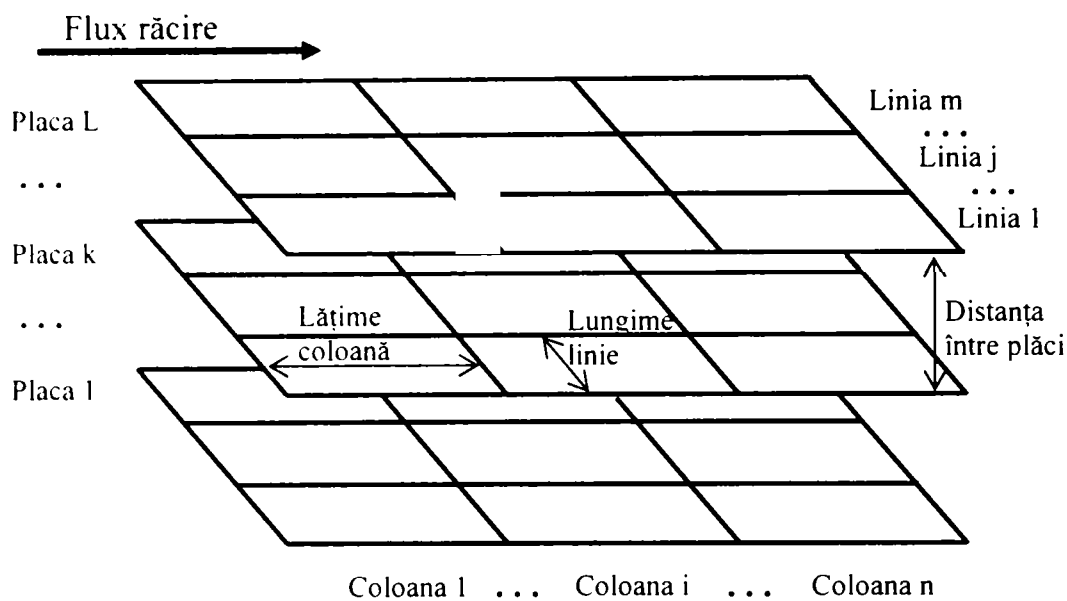 Flux răcire
Placa L
. . .
Placa k
. . .
Placa 1
Linia m
. . .
Linia j
. . .
Linia 1
Lățime
coloană
Lungime
linie
Distanța
între plăci
Coloana 1 . . . Coloana i . . . Coloana n